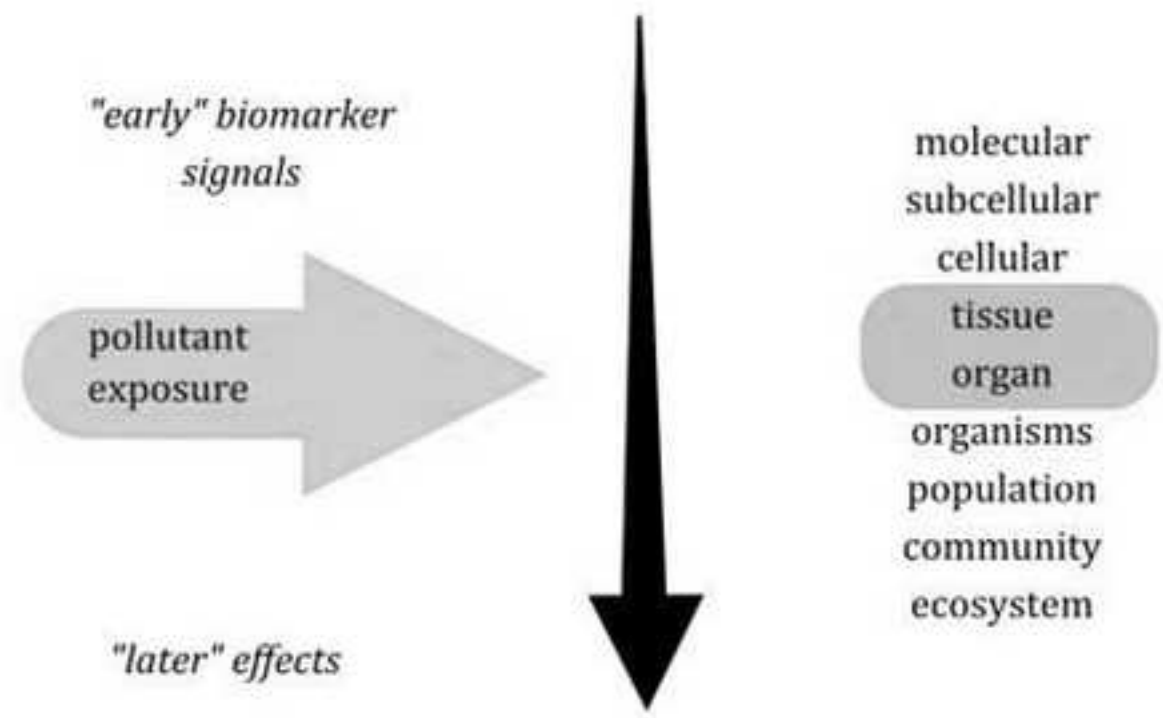 "early" biomarker
signals
pollutant
exposure
"later" effects
molecular
subcellular
cellular
tissue
organ
organisms
population
community
ecosystem